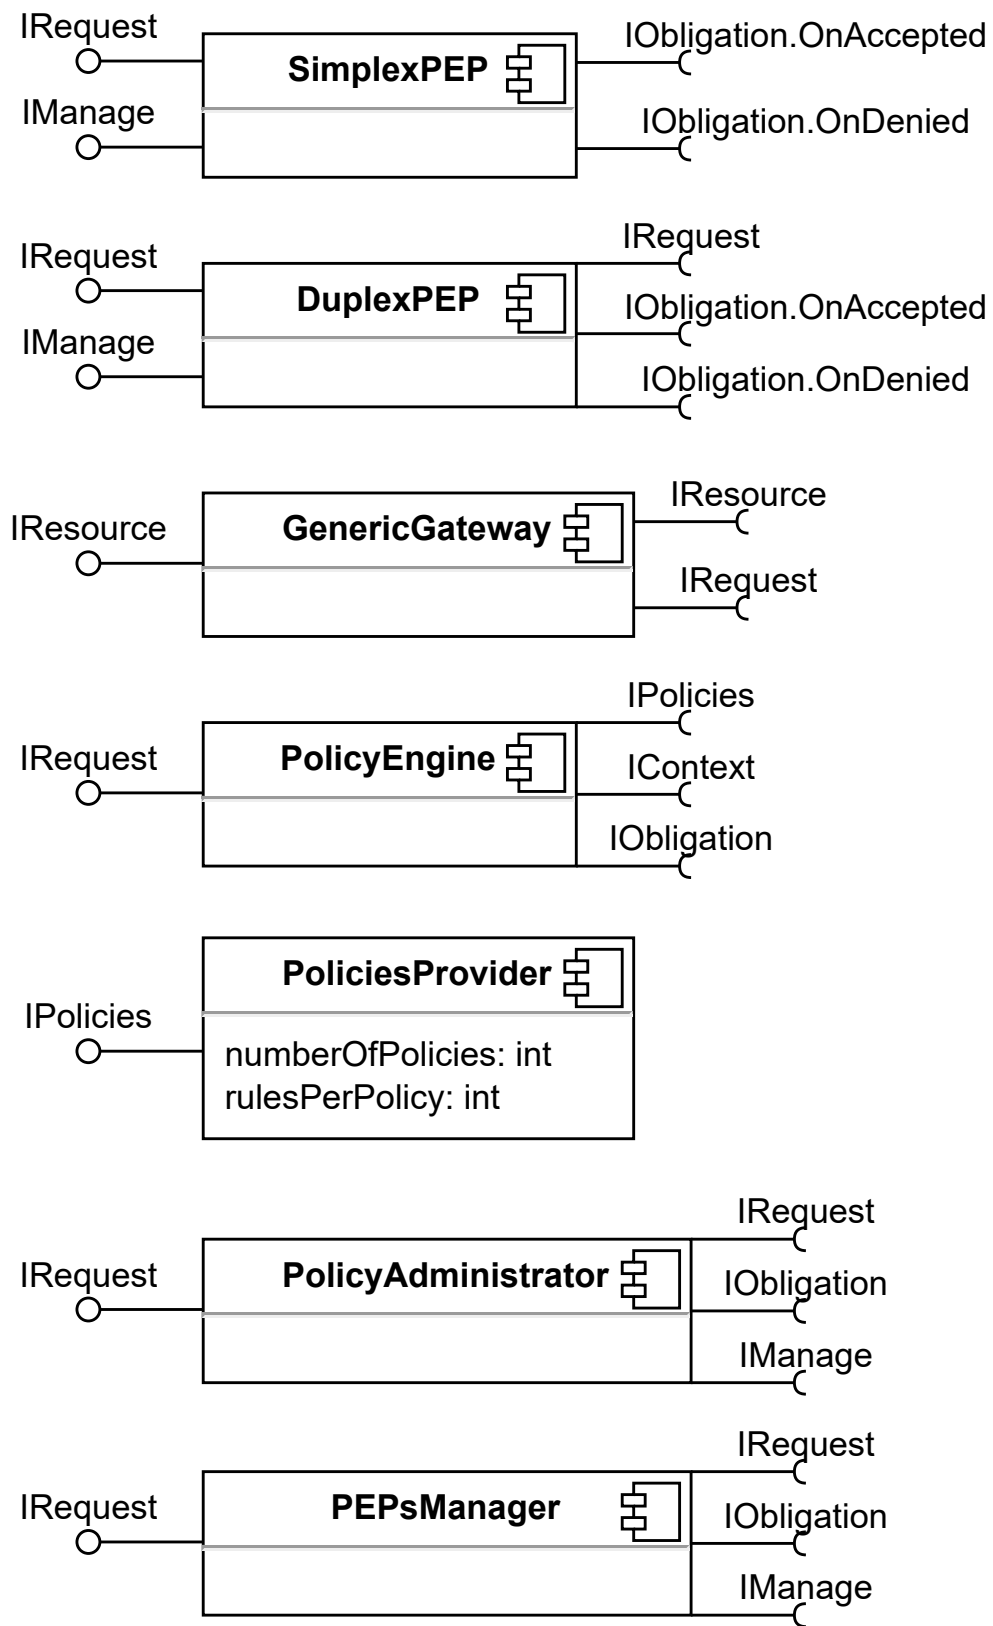 IRequest
SimplexPEP
IObligation.OnAccepted
IManage
IObligation.OnDenied
IRequest
IRequest
DuplexPEP
IObligation.OnAccepted
IManage
IObligation.OnDenied
IResource
IResource
GenericGateway
IRequest
IPolicies
IRequest
PolicyEngine
IContext
IObligation
PoliciesProvider
IPolicies
numberOfPolicies: int
rulesPerPolicy: int
IRequest
IRequest
PolicyAdministrator
IObligation
IManage
IRequest
IRequest
PEPsManager
IObligation
IManage